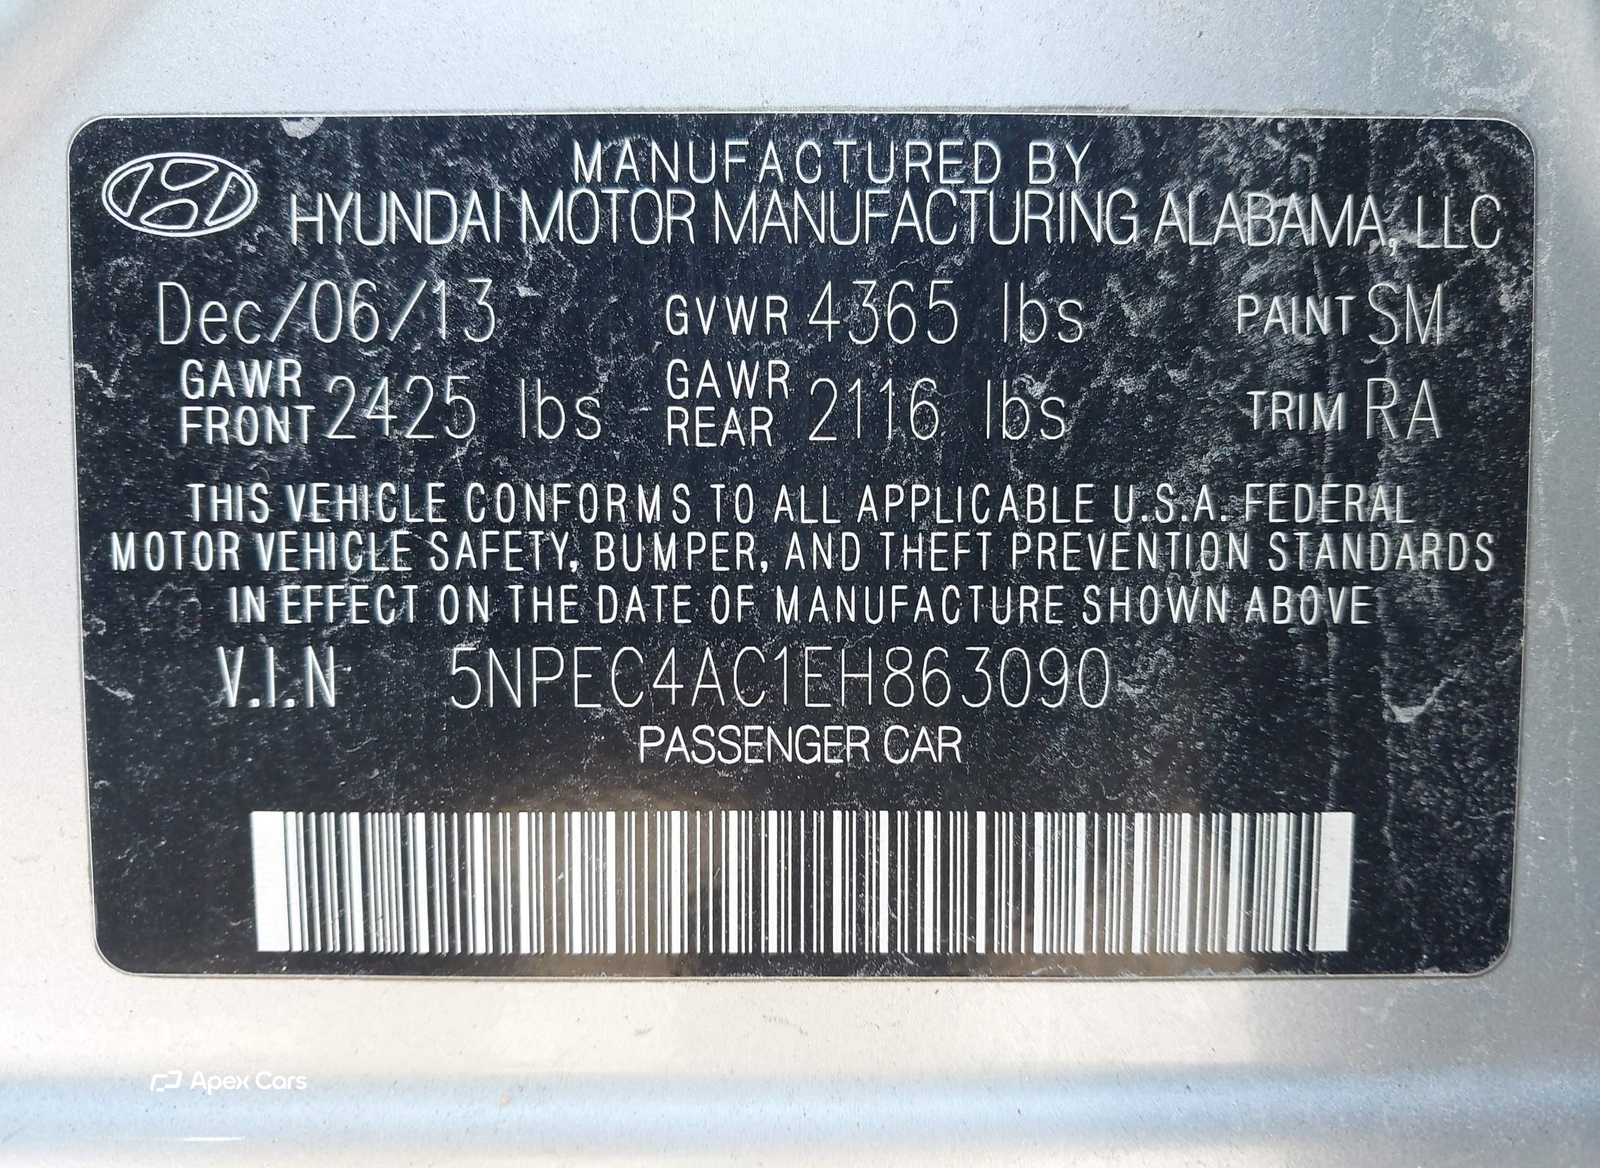 MANUFACTURED BY
HYUNDAI MOTOR MANUFACTURING ALABAMA, LLC
Dec/06/13 GVWR 4365 lbs PAINT SM
GAWR FRONT 2425 lbs GAWR REAR 2116 lbs TRIM RA
THIS VEHICLE CONFORMS TO ALL APPLICABLE U.S.A. FEDERAL
MOTOR VEHICLE SAFETY, BUMPER, AND THEFT PREVENTION STANDARDS
IN EFFECT ON THE DATE OF MANUFACTURE SHOWN ABOVE
V.I.N 5NPEC4AC1EH863090
PASSENGER CAR
Apex Cars